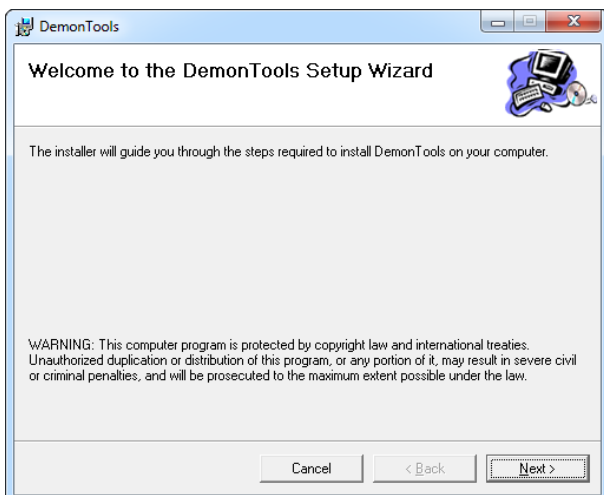 DemonTools
Welcome to the DemonTools Setup Wizard
The installer will guide you through the steps required to install DemonTools on your computer.
WARNING: This computer program is protected by copyright law and international treaties.
Unauthorized duplication or distribution of this program, or any portion of it, may result in severe civil
or criminal penalties, and will be prosecuted to the maximum extent possible under the law.
Cancel
< Back
Next >